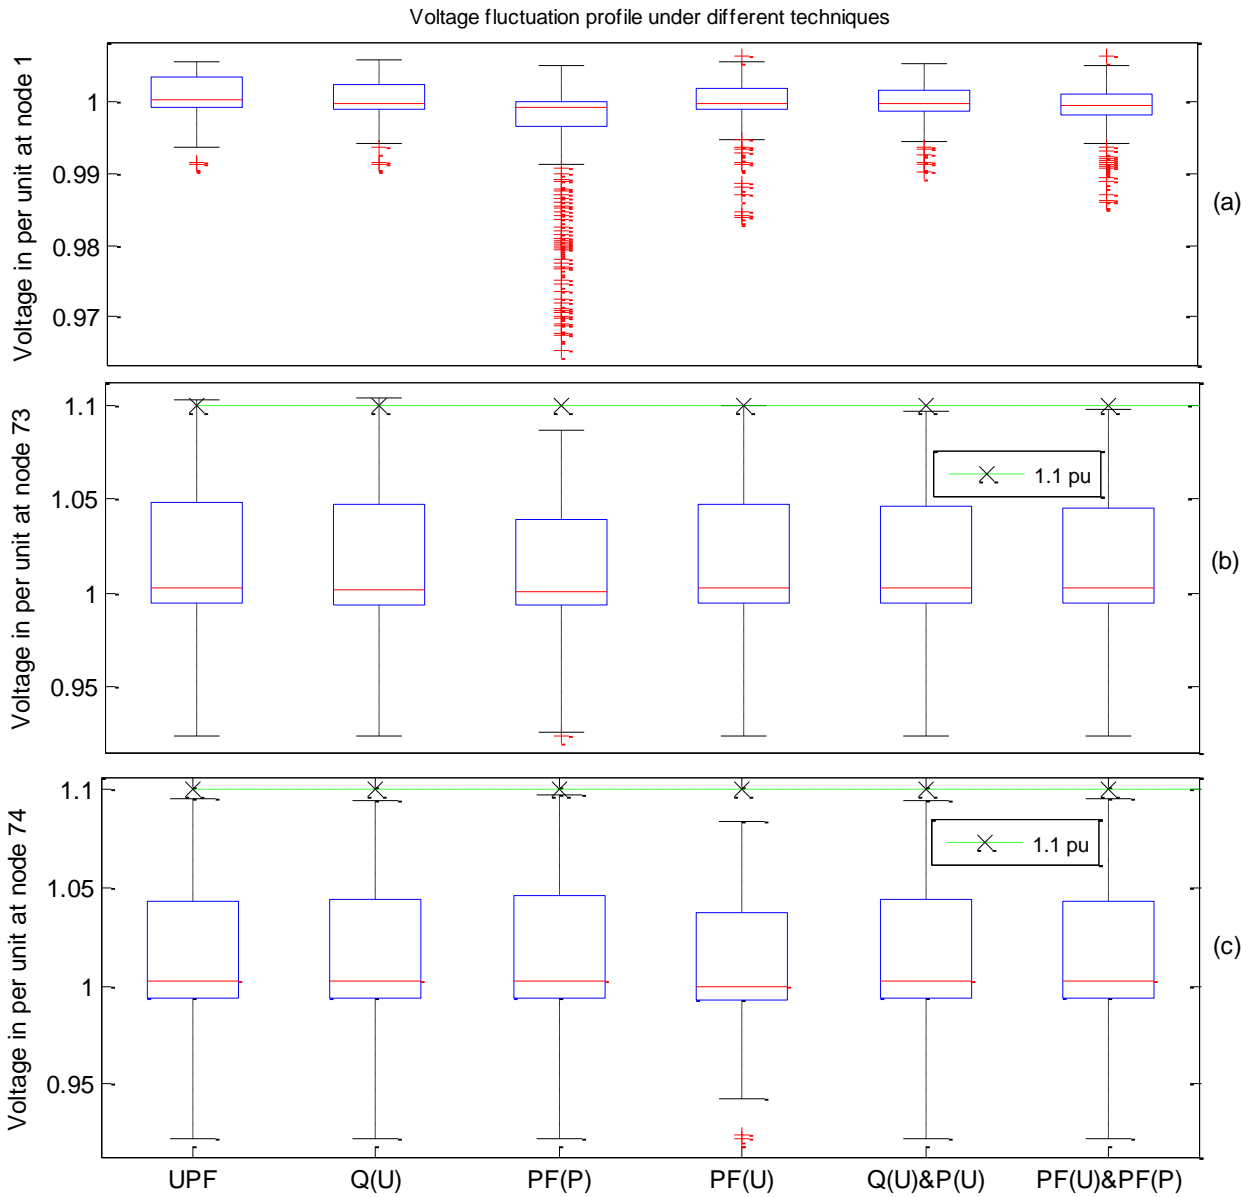 Voltage fluctuation profile under different techniques
Voltage in per unit at node 1
1
0.99
0.98
0.97
(a)
Voltage in per unit at node 73
1.1
1.05
1
0.95
1.1 pu
(b)
Voltage in per unit at node 74
1.1
1.05
1
0.95
1.1 pu
(c)
UPF Q(U) PF(P) PF(U) Q(U)&P(U) PF(U)&PF(P)